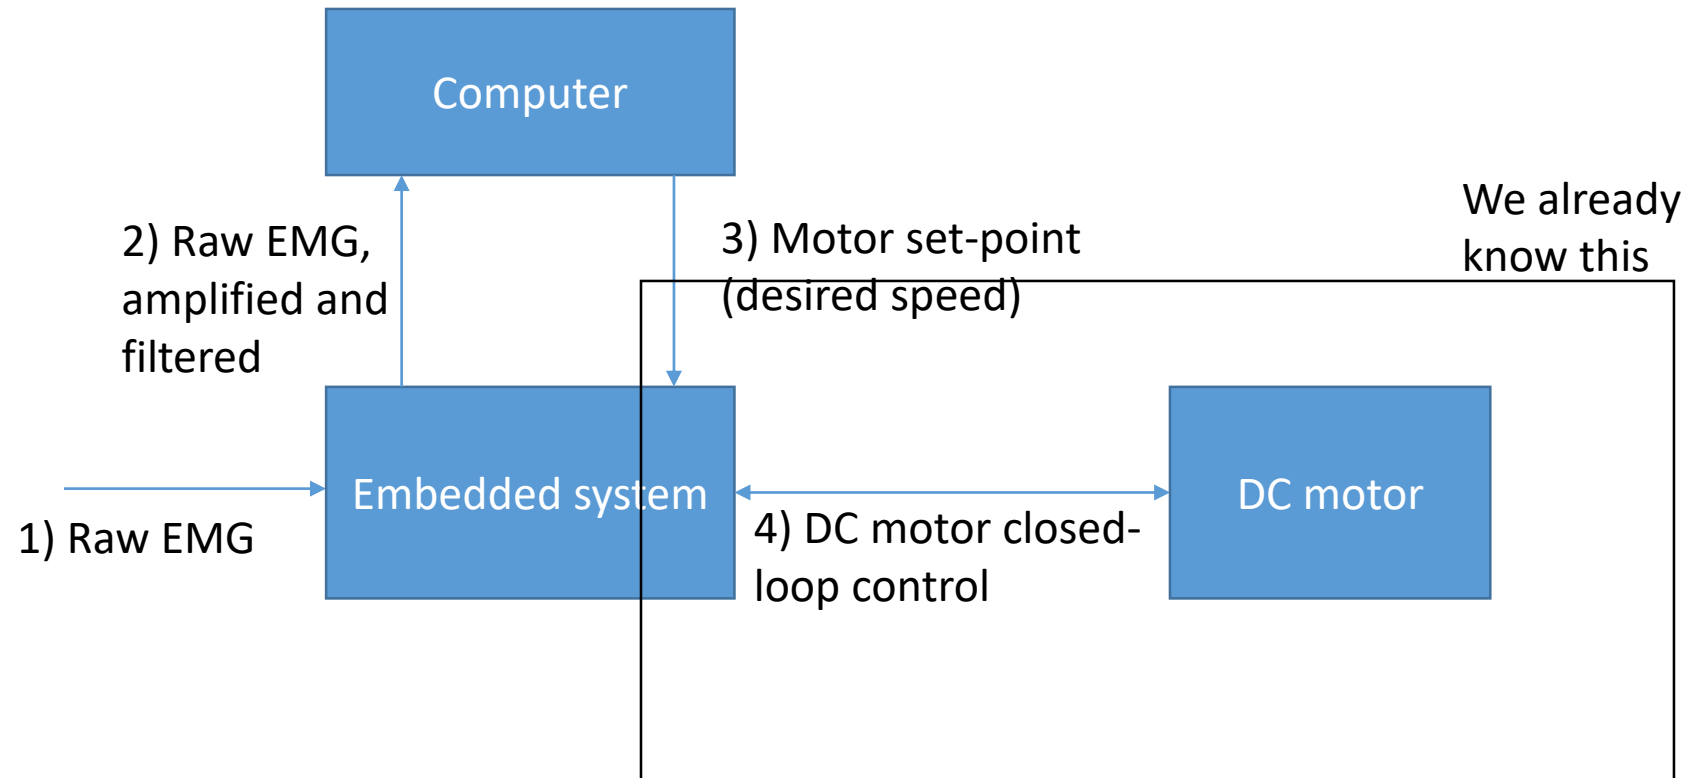 Computer
We already
know this
2) Raw EMG,
amplified and
filtered
3) Motor set-point
(desired speed)
1) Raw EMG
Embedded system
4) DC motor closed-
loop control
DC motor